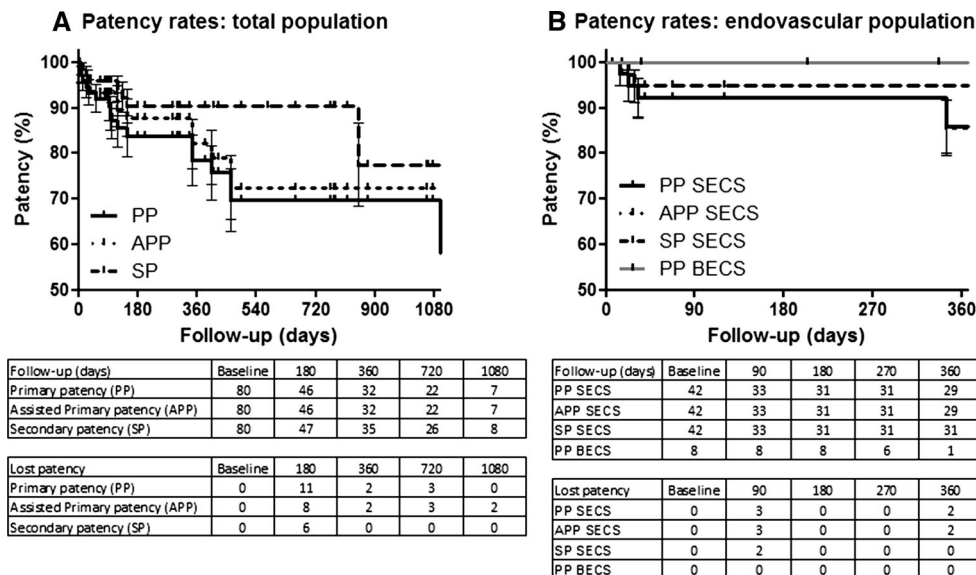 A Patency rates: total population
100
90
80
70
60
50
Patency (%)
PP
APP
SP
0 180 360 540 720 900 1080
Follow-up (days)
Follow-up (days) Baseline 180 360 720 1080
Primary patency (PP) 80 46 32 22 7
Assisted Primary patency (APP) 80 46 32 22 7
Secondary patency (SP) 80 47 35 26 8
Lost patency Baseline 180 360 720 1080
Primary patency (PP) 0 11 2 3 0
Assisted Primary patency (APP) 0 8 2 3 2
Secondary patency (SP) 0 6 0 0 0
B Patency rates: endovascular population
100
90
80
70
60
50
Patency (%)
PP SECS
APP SECS
SP SECS
PP BECS
0 90 180 270 360
Follow-up (days)
Follow-up (days) Baseline 90 180 270 360
PP SECS 42 33 31 31 29
APP SECS 42 33 31 31 29
SP SECS 42 33 31 31 31
PP BECS 8 8 8 6 1
Lost patency Baseline 90 180 270 360
PP SECS 0 3 0 0 2
APP SECS 0 3 0 0 2
SP SECS 0 2 0 0 0
PP BECS 0 0 0 0 0